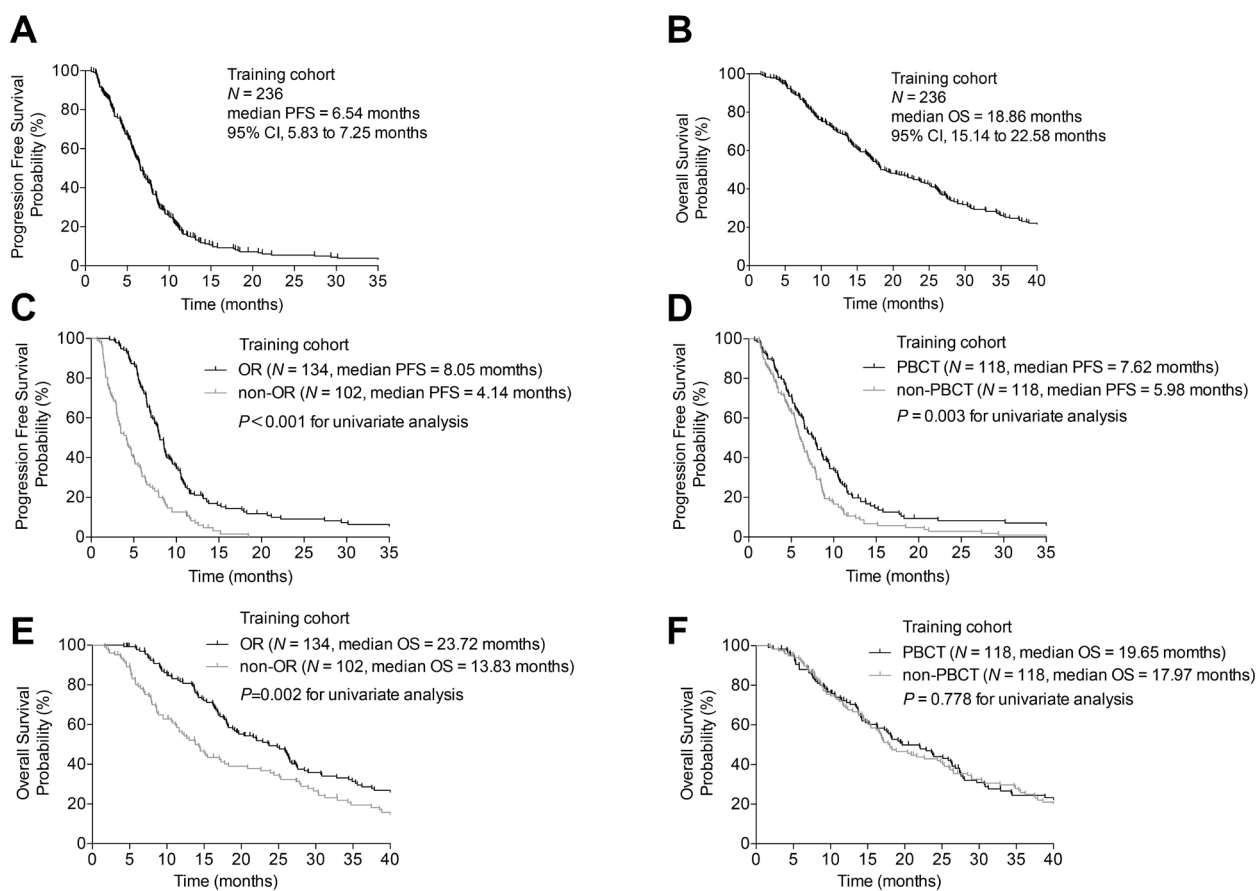 A
Progression Free Survival
Probability (%)
100
80
60
40
20
0
0 5 10 15 20 25 30 35
Time (months)
Training cohort
N = 236
median PFS = 6.54 months
95% CI, 5.83 to 7.25 months
B
Overall Survival
Probability (%)
100
80
60
40
20
0
0 5 10 15 20 25 30 35 40
Time (months)
Training cohort
N = 236
median OS = 18.86 months
95% CI, 15.14 to 22.58 months
C
Progression Free Survival
Probability (%)
100
80
60
40
20
0
0 5 10 15 20 25 30 35
Time (months)
Training cohort
OR (N = 134, median PFS = 8.05 momths)
non-OR (N = 102, median PFS = 4.14 months)
P<0.001 for univariate analysis
D
Progression Free Survival
Probability (%)
100
80
60
40
20
0
0 5 10 15 20 25 30 35
Time (months)
Training cohort
PBCT (N = 118, median PFS = 7.62 momths)
non-PBCT (N = 118, median PFS = 5.98 months)
P = 0.003 for univariate analysis
E
Overall Survival
Probability (%)
100
80
60
40
20
0
0 5 10 15 20 25 30 35 40
Time (months)
Training cohort
OR (N = 134, median OS = 23.72 momths)
non-OR (N = 102, median OS = 13.83 months)
P=0.002 for univariate analysis
F
Overall Survival
Probability (%)
100
80
60
40
20
0
0 5 10 15 20 25 30 35 40
Time (months)
Training cohort
PBCT (N = 118, median OS = 19.65 momths)
non-PBCT (N = 118, median OS = 17.97 months)
P = 0.778 for univariate analysis